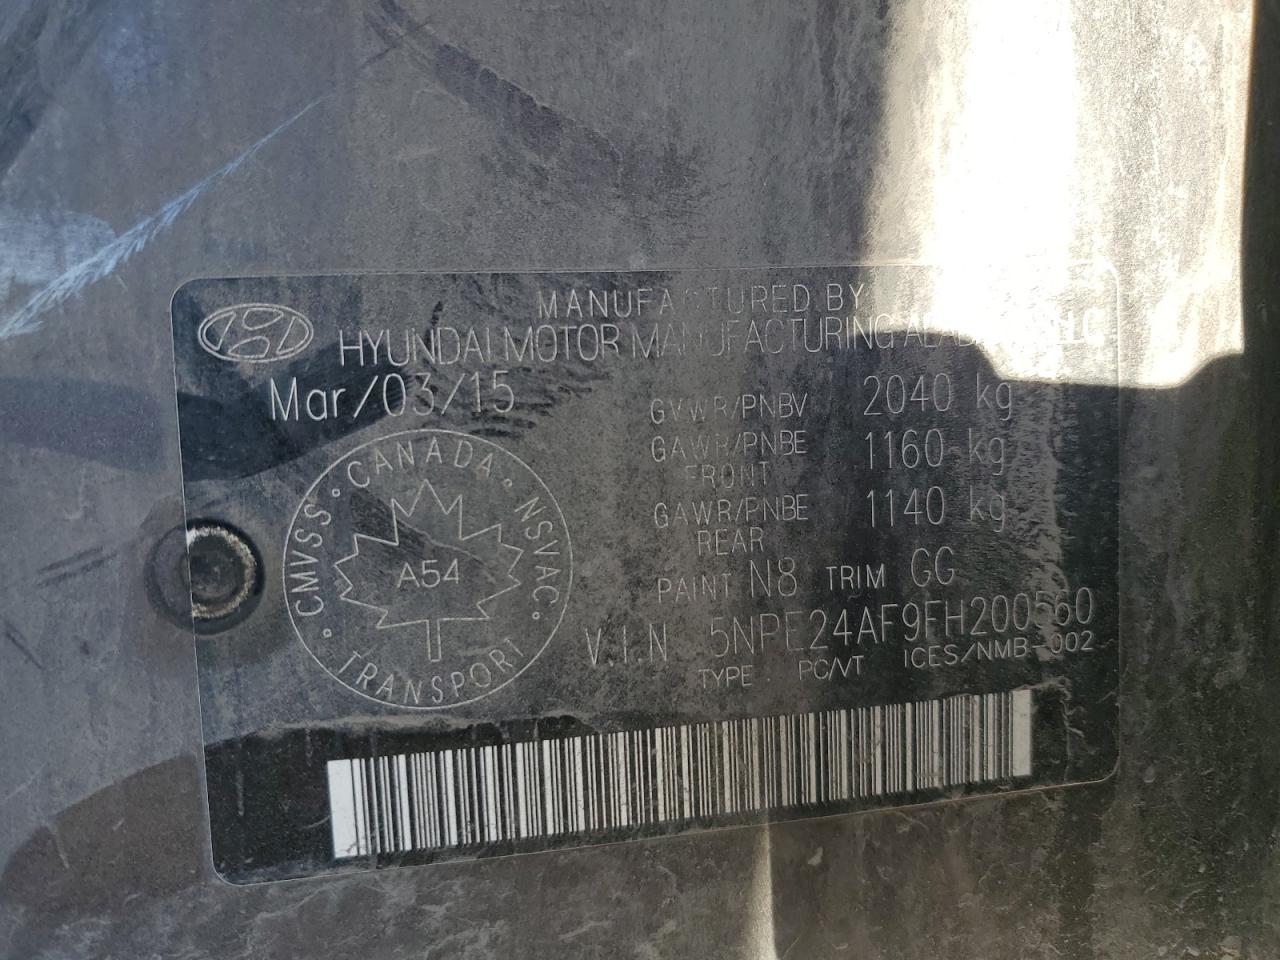 MANUFACTURED BY
HYUNDAI MOTOR MANUFACTURING ALABAMA, LLC
Mar/03/15
GVWR/PNBV 2040 kg
GAWR/PNBE 1160 kg
FRONT
GAWR/PNBE 1140 kg
REAR
PAINT N8 TRIM GG
V.I.N 5NPE24AF9FH200560
TYPE : PC/VT ICES/NMB-002
CMVSS · CANADA · NSVAC ·
A54
TRANSPORT